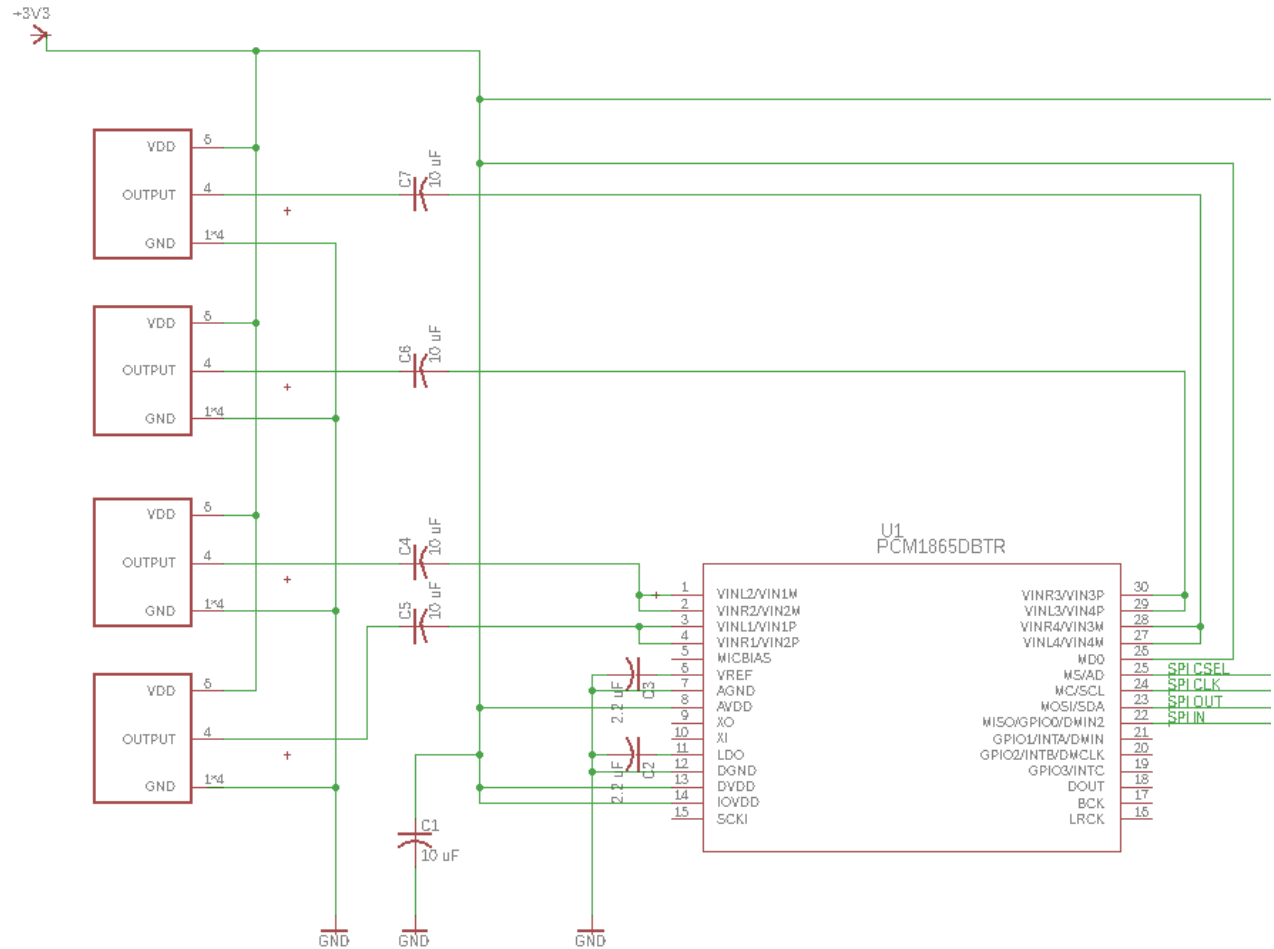 +3V3
VDD 5
OUTPUT 4
GND 1*4
C7
10 uF
VDD 5
OUTPUT 4
GND 1*4
C6
10 uF
VDD 5
OUTPUT 4
GND 1*4
C4
10 uF
C5
10 uF
VDD 5
OUTPUT 4
GND 1*4
C1
10 uF
C3
2.2 uF
C2
2.2 uF
GND
GND
GND
U1
PCM1865DBTR
1 VINL2/VIN1M
2 VINR2/VIN2M
3 VINL1/VIN1P
4 VINR1/VIN2P
5 MICBIAS
6 VREF
7 AGND
8 AVDD
9 XO
10 XI
11 LDO
12 DGND
13 DVDD
14 IOVDD
15 SCKI
VINR3/VIN3P 30
VINL3/VIN4P 29
VINR4/VIN3M 28
VINL4/VIN4M 27
MD0 26
MS/AD 25 SPI CSEL
MC/SCL 24 SPI CLK
MOSI/SDA 23 SPI OUT
MISO/GPIO0/DMIN2 22 SPI IN
GPIO1/INTA/DMIN 21
GPIO2/INTB/DMCLK 20
GPIO3/INTC 19
DOUT 18
BCK 17
LRCK 16